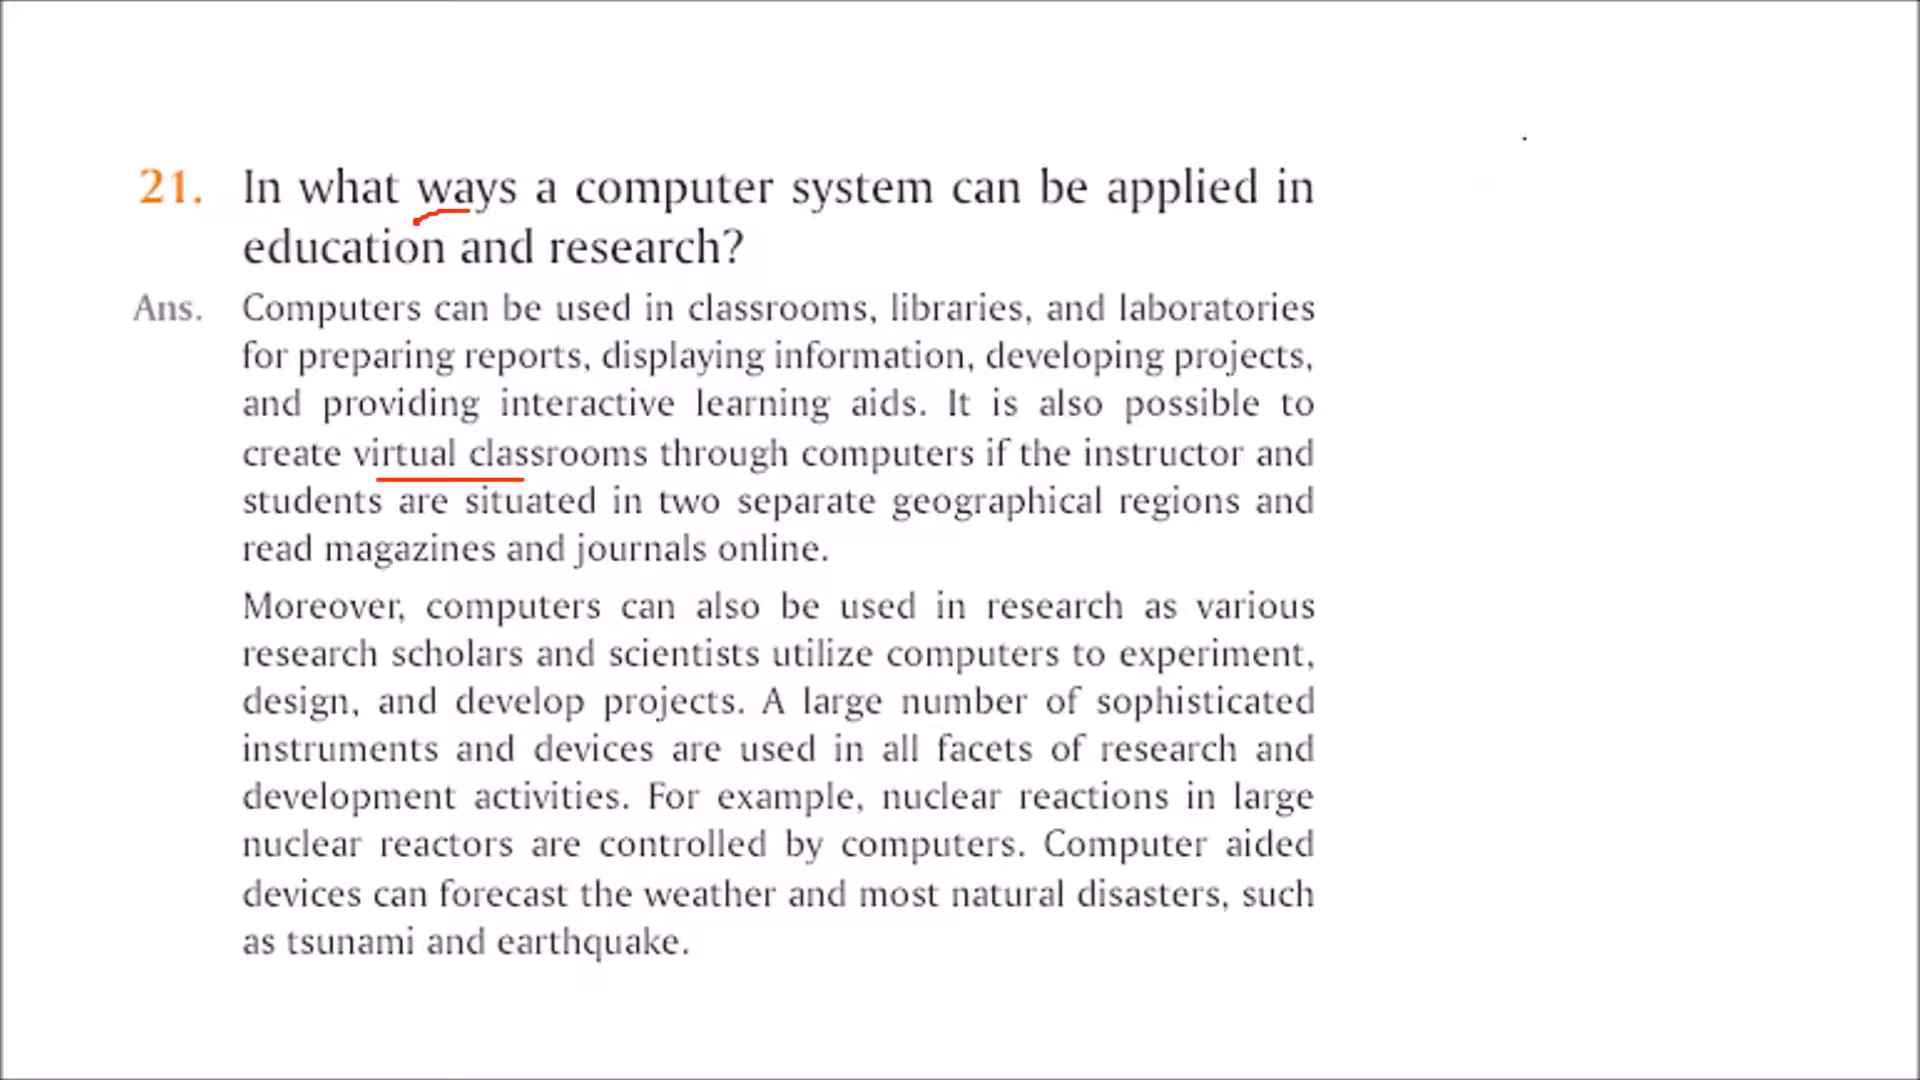 21. In what ways a computer system can be applied in
education and research?
Ans. Computers can be used in classrooms, libraries, and laboratories
for preparing reports, displaying information, developing projects,
and providing interactive learning aids. It is also possible to
create virtual classrooms through computers if the instructor and
students are situated in two separate geographical regions and
read magazines and journals online.
Moreover, computers can also be used in research as various
research scholars and scientists utilize computers to experiment,
design, and develop projects. A large number of sophisticated
instruments and devices are used in all facets of research and
development activities. For example, nuclear reactions in large
nuclear reactors are controlled by computers. Computer aided
devices can forecast the weather and most natural disasters, such
as tsunami and earthquake.